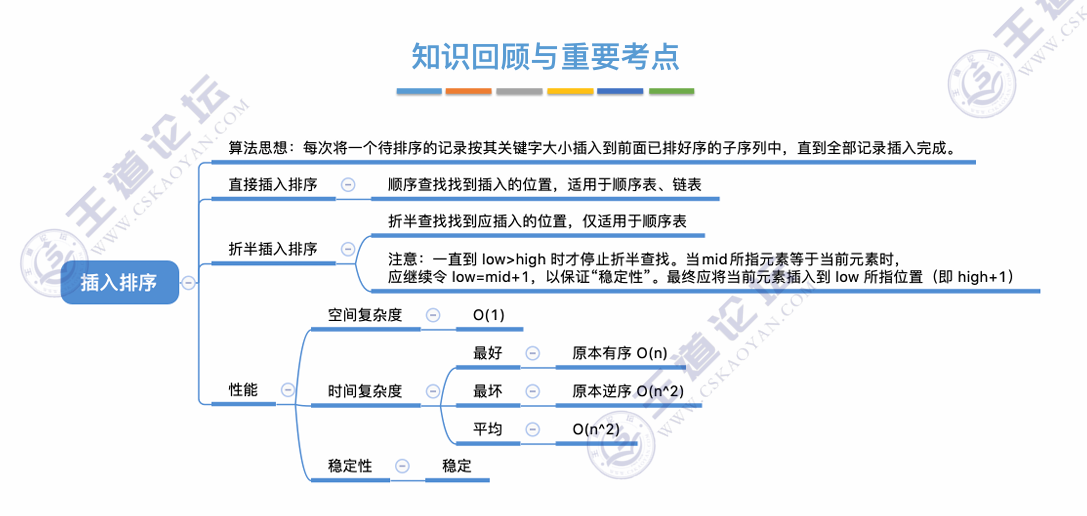 知识回顾与重要考点
算法思想：每次将一个待排序的记录按其关键字大小插入到前面已排好序的子序列中，直到全部记录插入完成。
直接插入排序
顺序查找找到插入的位置，适用于顺序表、链表
折半插入排序
折半查找找到应插入的位置，仅适用于顺序表
注意：一直到 low>high 时才停止折半查找。当mid所指元素等于当前元素时，
应继续令 low=mid+1，以保证“稳定性”。最终应将当前元素插入到 low 所指位置（即 high+1）
插入排序
性能
空间复杂度
O(1)
时间复杂度
最好
原本有序 O(n)
最坏
原本逆序 O(n^2)
平均
O(n^2)
稳定性
稳定
王道论坛
WWW.CSKAOYAN.COM
王道论坛
WWW.CSKAOYAN.COM